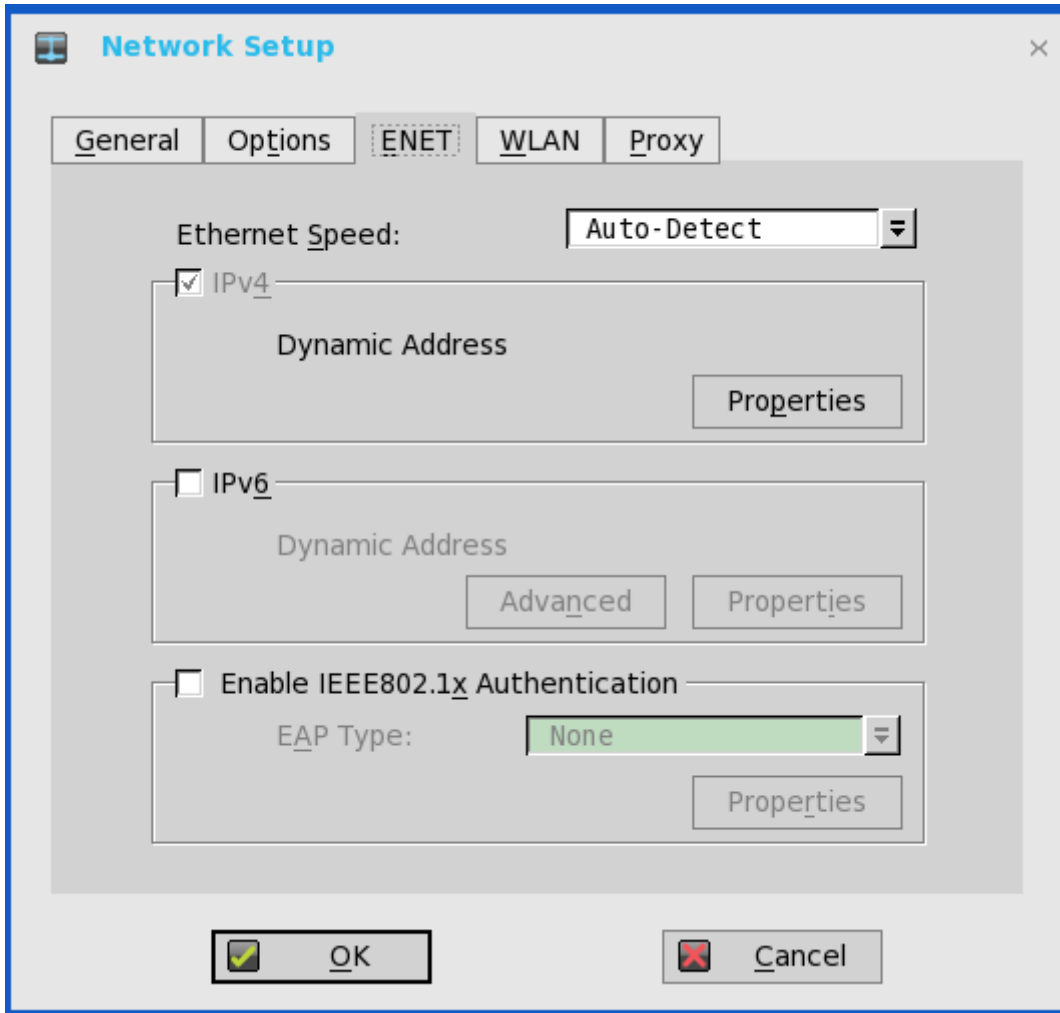 Network Setup
General Options ENET WLAN Proxy
Ethernet Speed: Auto-Detect
IPv4
Dynamic Address
Properties
IPv6
Dynamic Address
Advanced Properties
Enable IEEE802.1x Authentication
EAP Type: None
Properties
OK Cancel